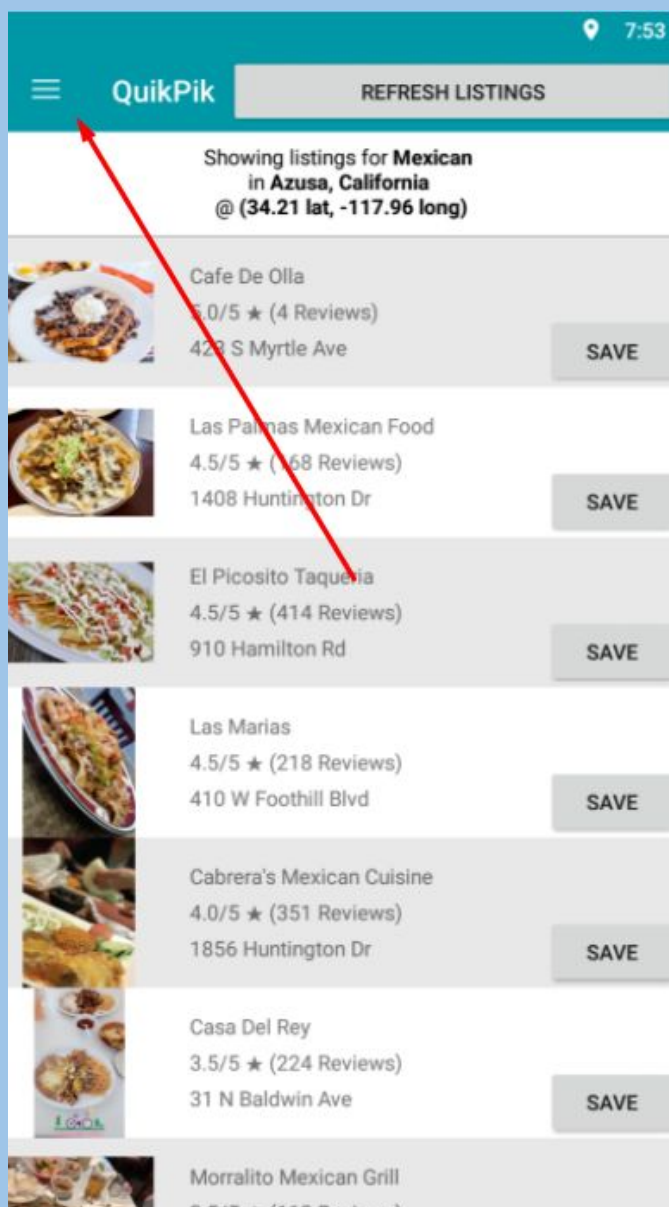 7:53
QuikPik
REFRESH LISTINGS
Showing listings for Mexican
in Azusa, California
@ (34.21 lat, -117.96 long)
Cafe De Olla
5.0/5 ★ (4 Reviews)
423 S Myrtle Ave
SAVE
Las Palmas Mexican Food
4.5/5 ★ (168 Reviews)
1408 Huntington Dr
SAVE
El Picosito Taqueria
4.5/5 ★ (414 Reviews)
910 Hamilton Rd
SAVE
Las Marias
4.5/5 ★ (218 Reviews)
410 W Foothill Blvd
SAVE
Cabrera's Mexican Cuisine
4.0/5 ★ (351 Reviews)
1856 Huntington Dr
SAVE
Casa Del Rey
3.5/5 ★ (224 Reviews)
31 N Baldwin Ave
SAVE
Morralito Mexican Grill